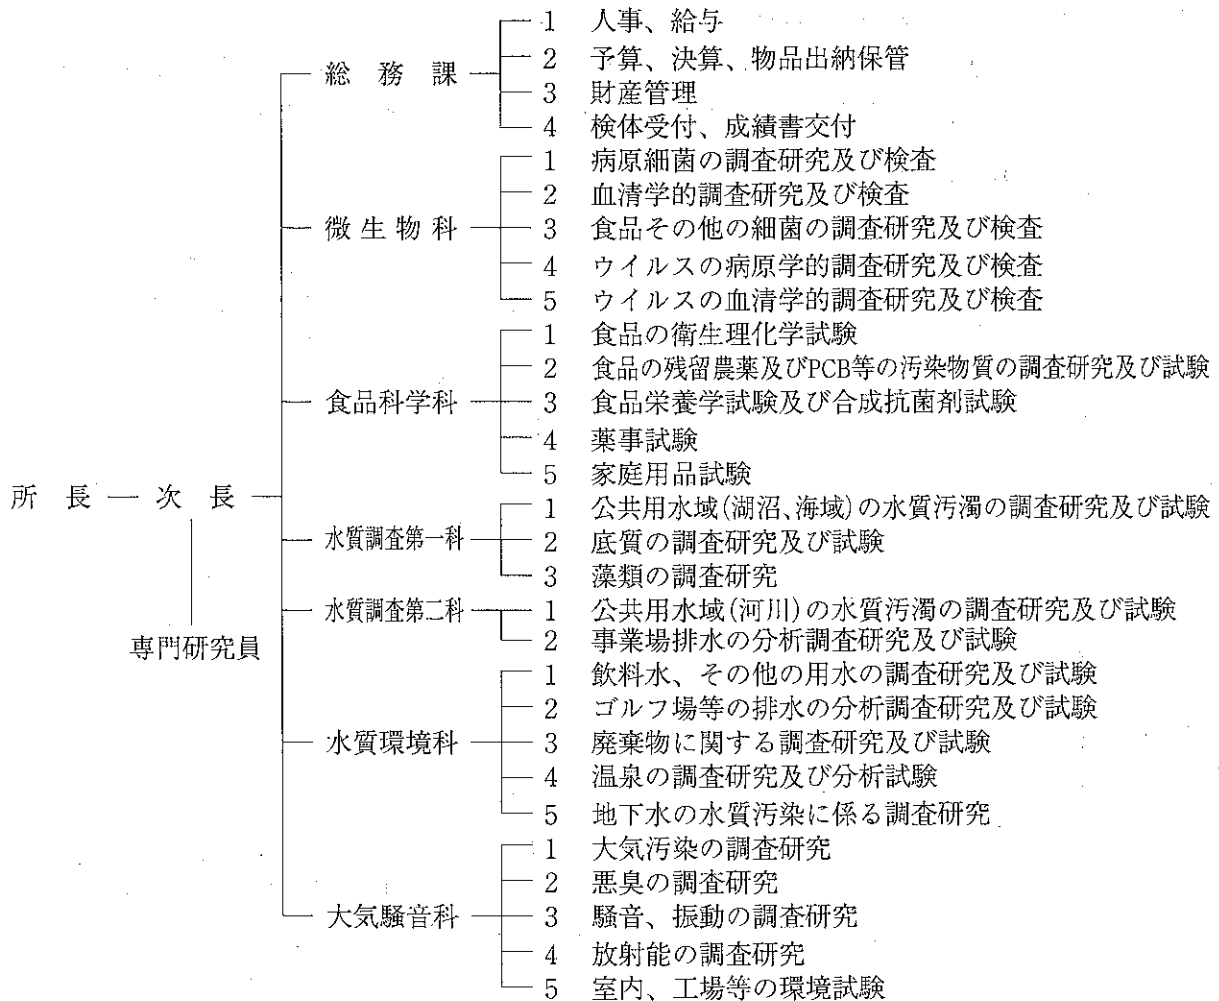 所長 次長
専門研究員
総務課
1 人事、給与
2 予算、決算、物品出納保管
3 財産管理
4 検体受付、成績書交付
微生物科
1 病原細菌の調査研究及び検査
2 血清学的調査研究及び検査
3 食品その他の細菌の調査研究及び検査
4 ウイルスの病原学的調査研究及び検査
5 ウイルスの血清学的調査研究及び検査
食品科学科
1 食品の衛生理化学試験
2 食品の残留農薬及びPCB等の汚染物質の調査研究及び試験
3 食品栄養学試験及び合成抗菌剤試験
4 薬事試験
5 家庭用品試験
水質調査第一科
1 公共用水域(湖沼、海域)の水質汚濁の調査研究及び試験
2 底質の調査研究及び試験
3 藻類の調査研究
水質調査第二科
1 公共用水域(河川)の水質汚濁の調査研究及び試験
2 事業場排水の分析調査研究及び試験
水質環境科
1 飲料水、その他の用水の調査研究及び試験
2 ゴルフ場等の排水の分析調査研究及び試験
3 廃棄物に関する調査研究及び試験
4 温泉の調査研究及び分析試験
5 地下水の水質汚染に係る調査研究
大気騒音科
1 大気汚染の調査研究
2 悪臭の調査研究
3 騒音、振動の調査研究
4 放射能の調査研究
5 室内、工場等の環境試験